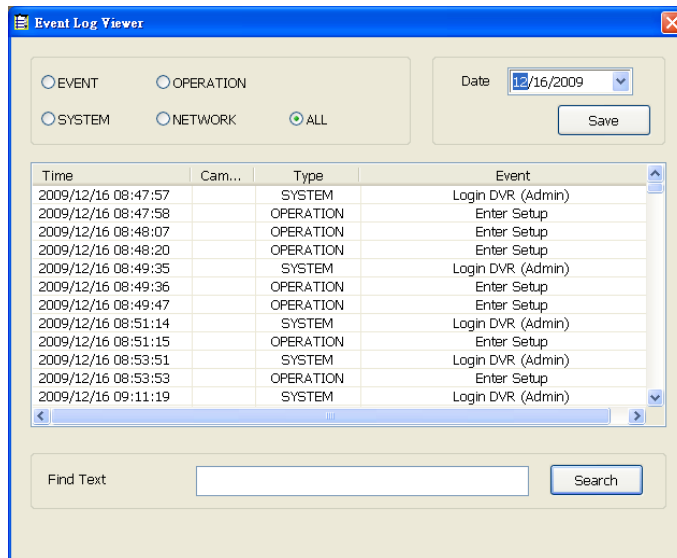 Event Log Viewer
EVENT OPERATION
SYSTEM NETWORK ALL
Date 12/16/2009
Save
Time Cam... Type Event
2009/12/16 08:47:57 SYSTEM Login DVR (Admin)
2009/12/16 08:47:58 OPERATION Enter Setup
2009/12/16 08:48:07 OPERATION Enter Setup
2009/12/16 08:48:20 OPERATION Enter Setup
2009/12/16 08:49:35 SYSTEM Login DVR (Admin)
2009/12/16 08:49:36 OPERATION Enter Setup
2009/12/16 08:49:47 OPERATION Enter Setup
2009/12/16 08:51:14 SYSTEM Login DVR (Admin)
2009/12/16 08:51:15 OPERATION Enter Setup
2009/12/16 08:53:51 SYSTEM Login DVR (Admin)
2009/12/16 08:53:53 OPERATION Enter Setup
2009/12/16 09:11:19 SYSTEM Login DVR (Admin)
Find Text Search